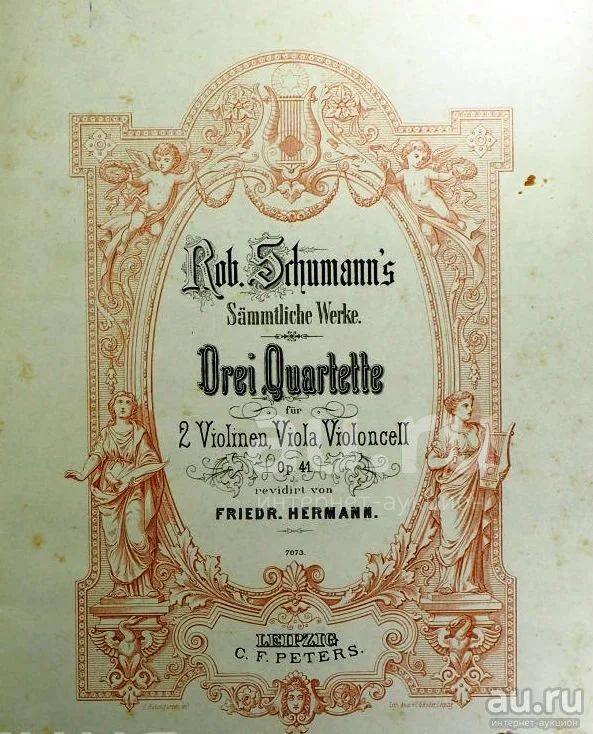 Rob. Schumann's
Sämmtliche Werke.
Drei Quartette
für
2 Violinen, Viola, Violoncell
Op. 41
revidirt von
FRIEDR. HERMANN.
7073.
LEIPZIG
C. F. PETERS.
au.ru
интернет-аукцион